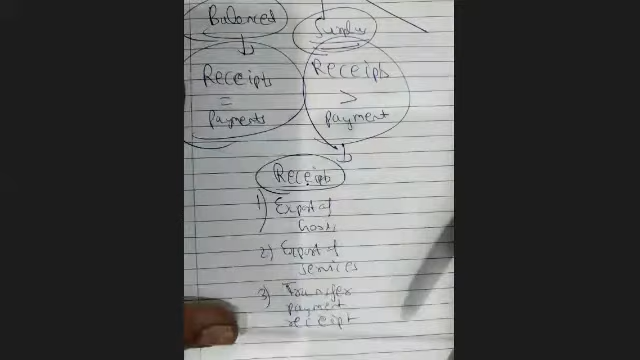 Balanced
Surplus
Receipts
=
payments
Receipts
>
payment
Receipts
1) Export of
Goods
2) Export of
services
3) Transfer
payment
receipt